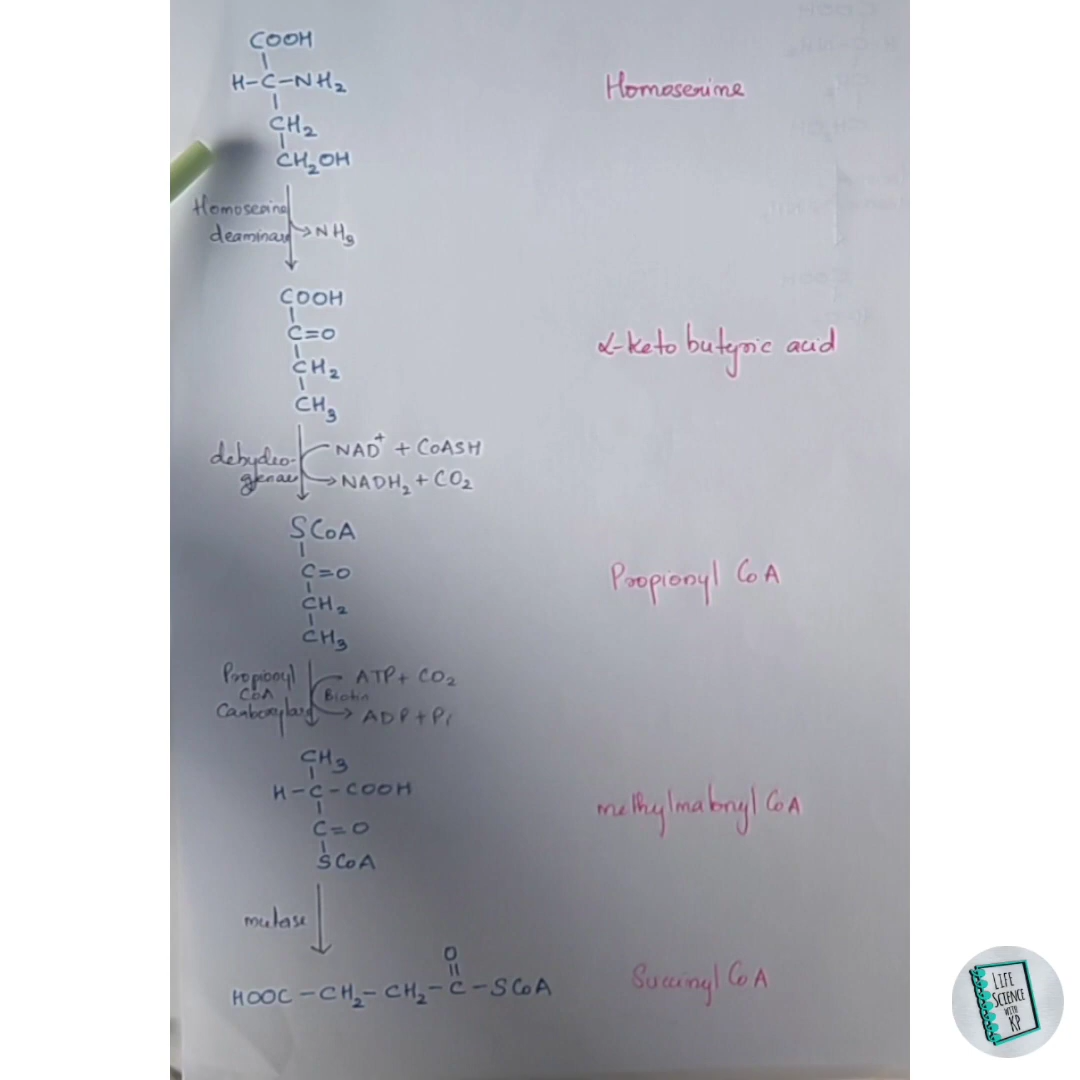 COOH
H-C-NH₂
CH₂
CH₂OH
Homoserine
Homoserine
deaminase
NH₃
COOH
C=O
CH₂
CH₃
α-keto butyric acid
dehydro-
genase
NAD⁺ + COASH
NADH₂ + CO₂
SCoA
C=O
CH₂
CH₃
Propionyl CoA
Propionyl
CoA
Carboxylase
ATP + CO₂
Biotin
ADP + Pi
CH₃
H-C-COOH
C=O
SCoA
methylmalonyl CoA
mutase
O
HOOC-CH₂-CH₂-C-SCoA
Succinyl CoA
LIFE
SCIENCE
WITH
KP